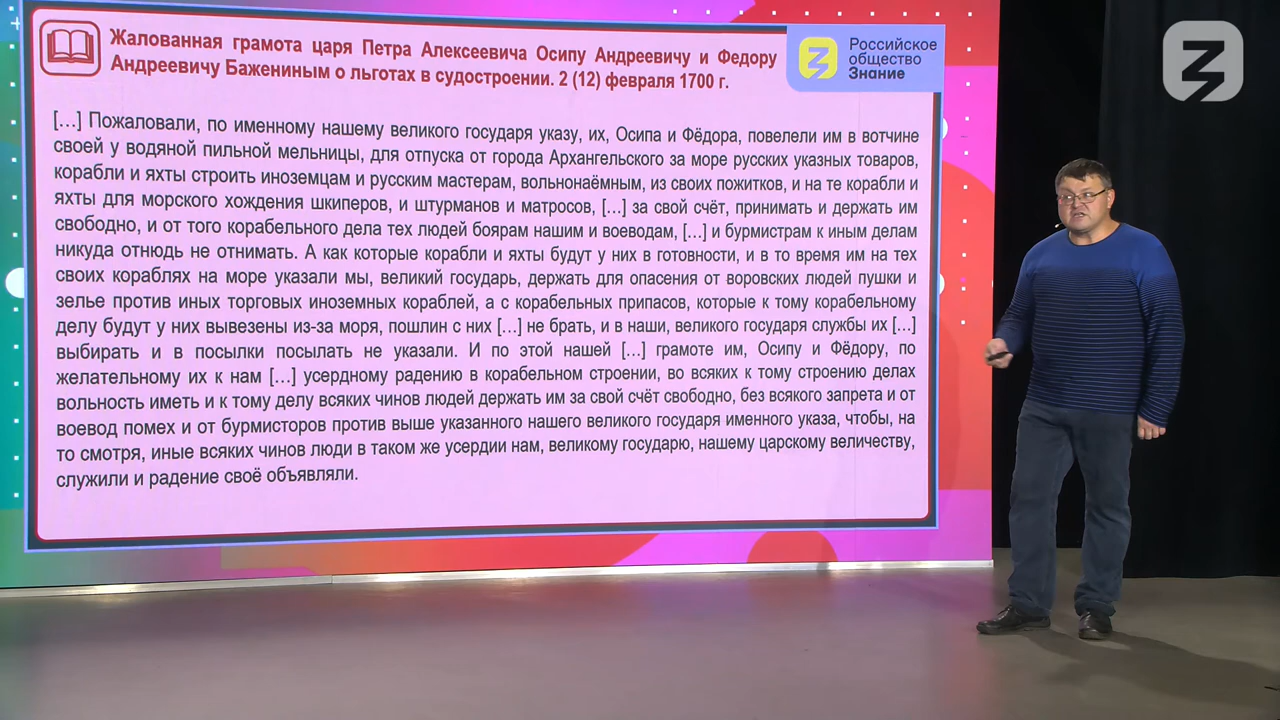 Жалованная грамота царя Петра Алексеевича Осипу Андреевичу и Федору
Андреевичу Бажениным о льготах в судостроении. 2 (12) февраля 1700 г.
Российское
общество
Знание
[…] Пожаловали, по именному нашему великого государя указу, их, Осипа и Фёдора, повелели им в вотчине
своей у водяной пильной мельницы, для отпуска от города Архангельского за море русских указных товаров,
корабли и яхты строить иноземцам и русским мастерам, вольнонаёмным, из своих пожитков, и на те корабли и
яхты для морского хождения шкиперов, и штурманов и матросов, […] за свой счёт, принимать и держать им
свободно, и от того корабельного дела тех людей боярам нашим и воеводам, […] и бурмистрам к иным делам
никуда отнюдь не отнимать. А как которые корабли и яхты будут у них в готовности, и в то время им на тех
своих кораблях на море указали мы, великий государь, держать для опасения от воровских людей пушки и
зелье против иных торговых иноземных кораблей, а с корабельных припасов, которые к тому корабельному
делу будут у них вывезены из-за моря, пошлин с них […] не брать, и в наши, великого государя службы их […]
выбирать и в посылки посылать не указали. И по этой нашей […] грамоте им, Осипу и Фёдору, по
желательному их к нам […] усердному радению в корабельном строении, во всяких к тому строению делах
вольность иметь и к тому делу всяких чинов людей держать им за свой счёт свободно, без всякого запрета и от
воевод помех и от бурмисторов против выше указанного нашего великого государя именного указа, чтобы, на
то смотря, иные всяких чинов люди в таком же усердии нам, великому государю, нашему царскому величеству,
служили и радение своё объявляли.